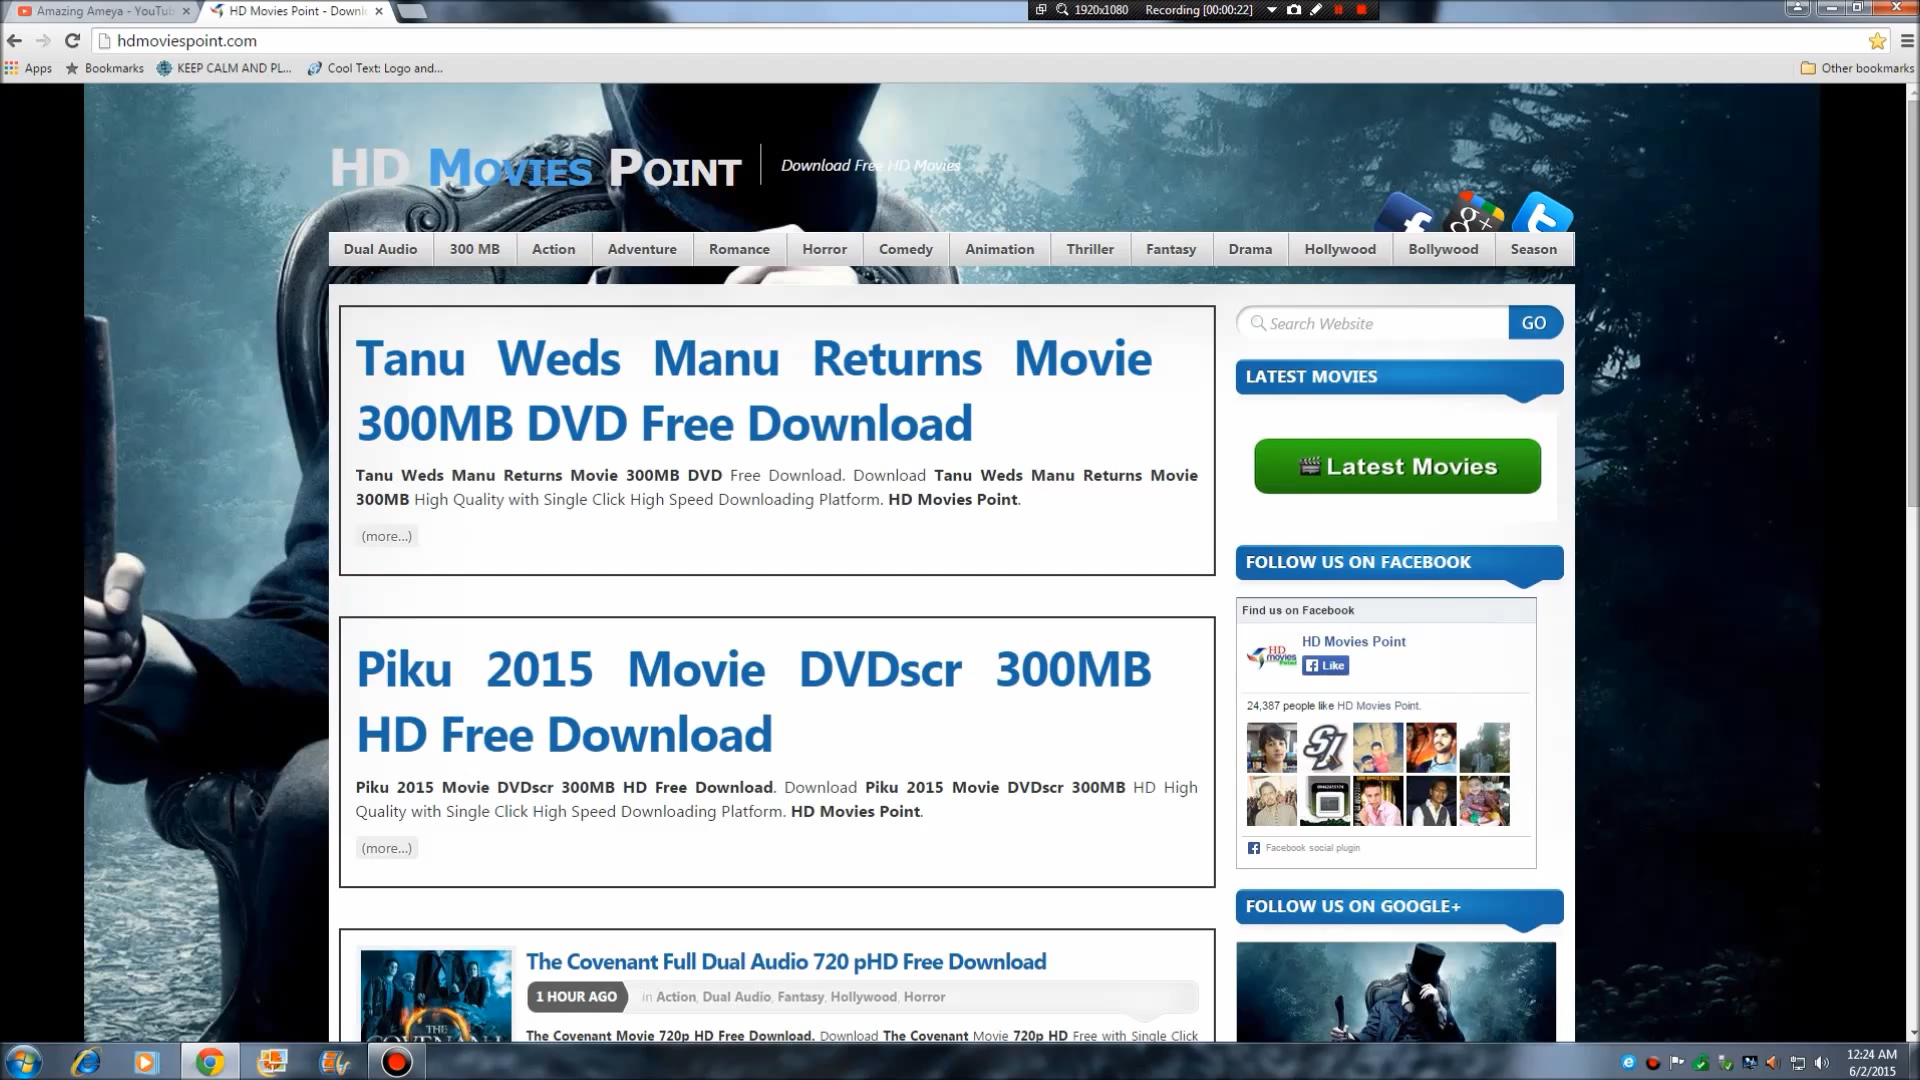 Amazing Ameya - YouTub
HD Movies Point - Downl
1920x1080
Recording [00:00:22]
hdmoviespoint.com
Apps
Bookmarks
KEEP CALM AND PL...
Cool Text: Logo and...
Other bookmarks
HD Movies Point
Download Free HD Movies
Dual Audio
300 MB
Action
Adventure
Romance
Horror
Comedy
Animation
Thriller
Fantasy
Drama
Hollywood
Bollywood
Season
Tanu Weds Manu Returns Movie
300MB DVD Free Download
Tanu Weds Manu Returns Movie 300MB DVD Free Download. Download Tanu Weds Manu Returns Movie
300MB High Quality with Single Click High Speed Downloading Platform. HD Movies Point.
(more...)
Piku 2015 Movie DVDscr 300MB
HD Free Download
Piku 2015 Movie DVDscr 300MB HD Free Download. Download Piku 2015 Movie DVDscr 300MB HD High
Quality with Single Click High Speed Downloading Platform. HD Movies Point.
(more...)
The Covenant Full Dual Audio 720 pHD Free Download
1 HOUR AGO
in Action, Dual Audio, Fantasy, Hollywood, Horror
The Covenant Movie 720p HD Free Download. Download The Covenant Movie 720p HD Free with Single Click
THE
COVENANT
Search Website
GO
LATEST MOVIES
Latest Movies
FOLLOW US ON FACEBOOK
Find us on Facebook
HD Movies Point
HD
movies
Point
Like
24,387 people like HD Movies Point.
Facebook social plugin
FOLLOW US ON GOOGLE+
12:24 AM
6/2/2015